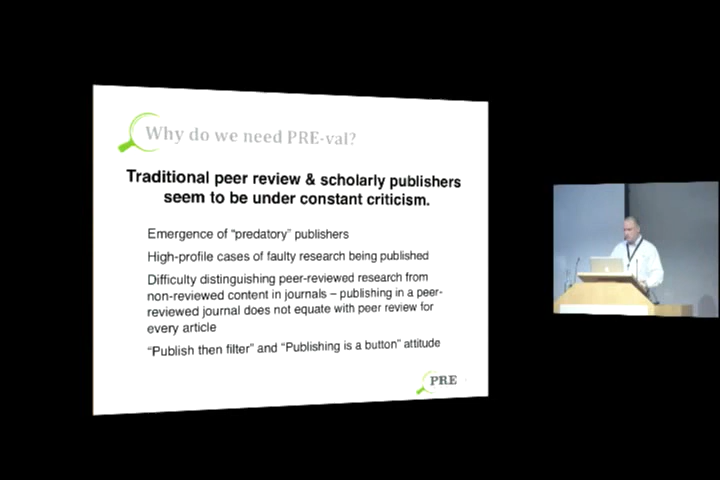 Why do we need PRE-val?
Traditional peer review & scholarly publishers
seem to be under constant criticism.
Emergence of “predatory” publishers
High-profile cases of faulty research being published
Difficulty distinguishing peer-reviewed research from
non-reviewed content in journals – publishing in a peer-
reviewed journal does not equate with peer review for
every article
“Publish then filter” and “Publishing is a button” attitude
PRE